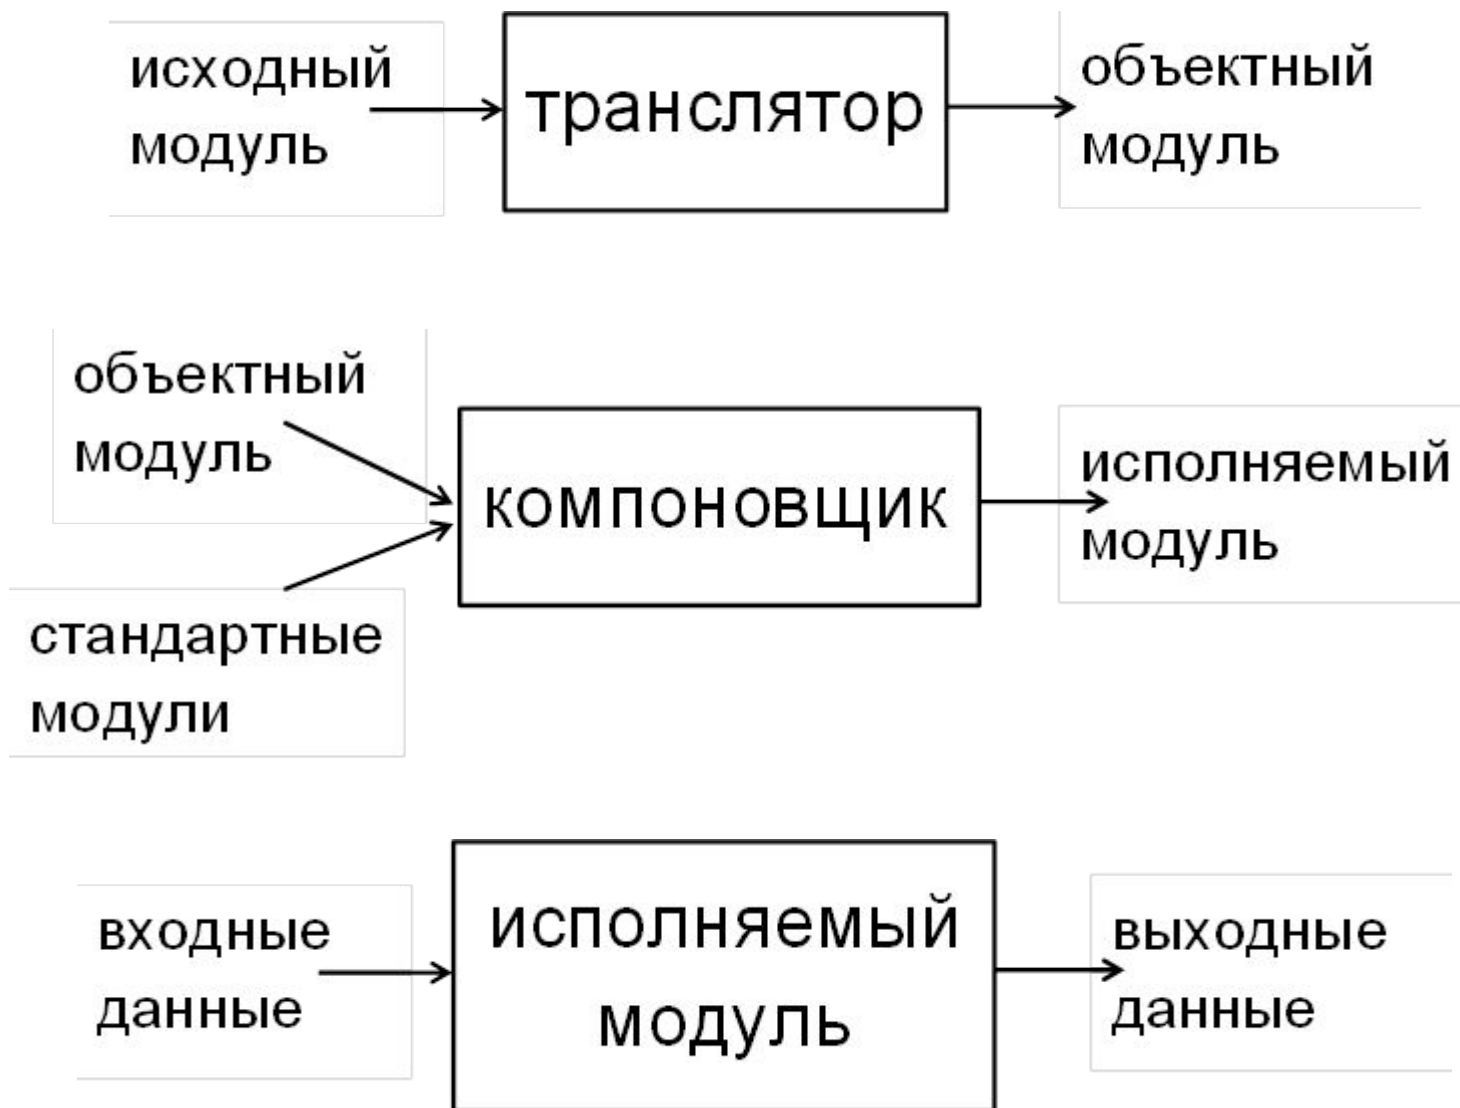 исходный
модуль
транслятор
объектный
модуль
объектный
модуль
стандартные
модули
компоновщик
исполняемый
модуль
входные
данные
исполняемый
модуль
выходные
данные